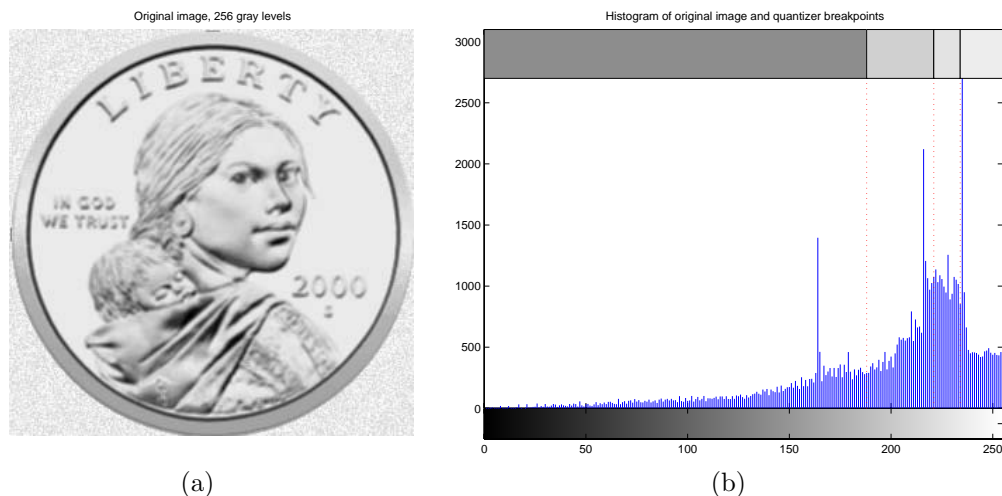 Original image, 256 gray levels
LIBERTY
IN GOD
WE TRUST
2000
S
(a)
Histogram of original image and quantizer breakpoints
3000
2500
2000
1500
1000
500
0
0 50 100 150 200 250
(b)